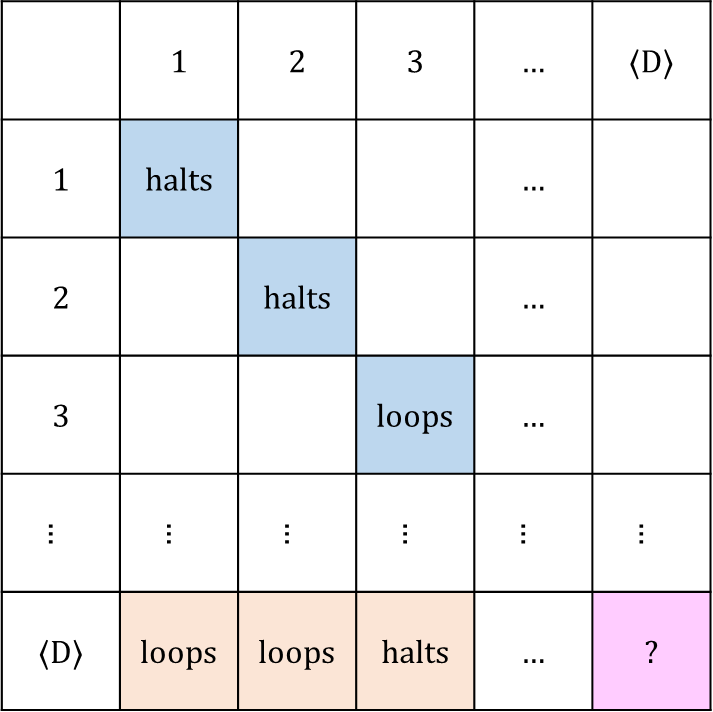 1 2 3 … ⟨D⟩
1 halts …
2 halts …
3 loops …
⋮ ⋮ ⋮ ⋮ ⋮ ⋮
⟨D⟩ loops loops halts … ?